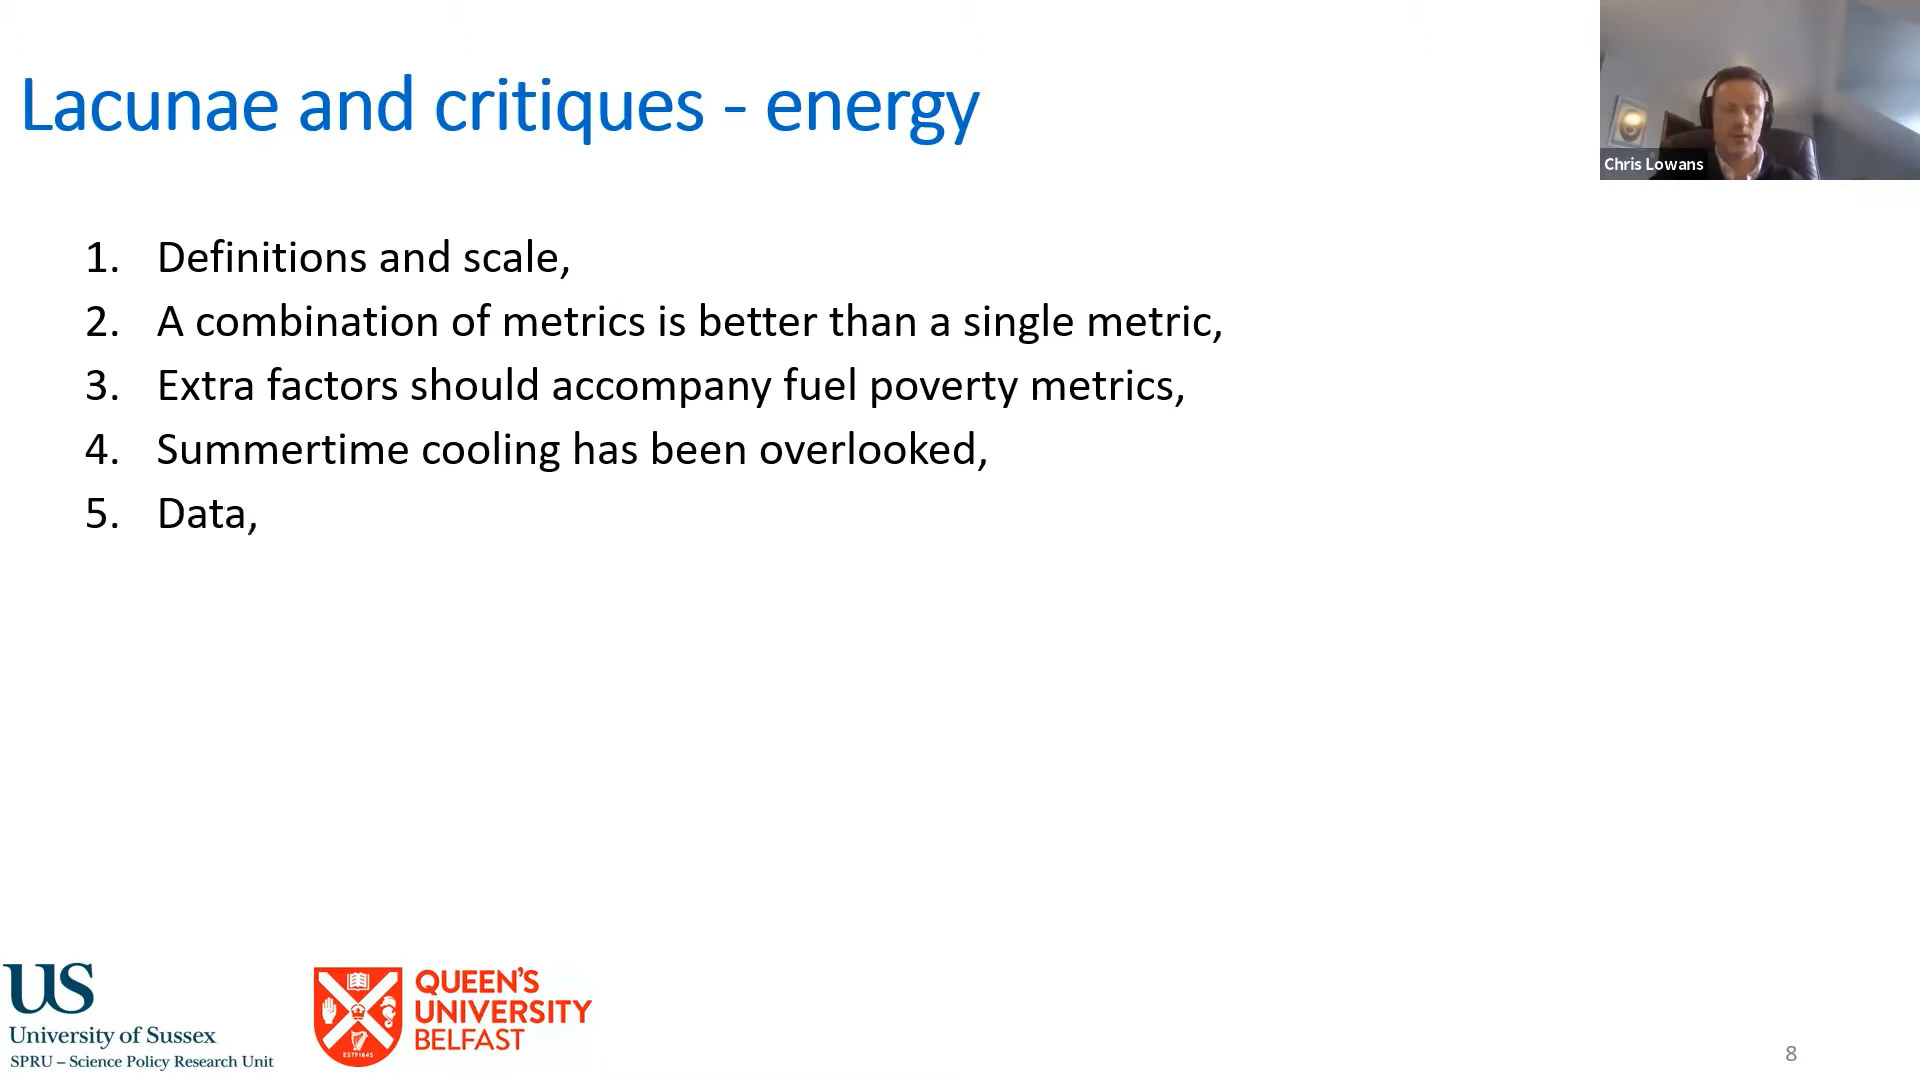 Lacunae and critiques - energy
Chris Lowans
1. Definitions and scale,
2. A combination of metrics is better than a single metric,
3. Extra factors should accompany fuel poverty metrics,
4. Summertime cooling has been overlooked,
5. Data,
US
University of Sussex
SPRU – Science Policy Research Unit
QUEEN'S
UNIVERSITY
BELFAST
ESTD1845
8